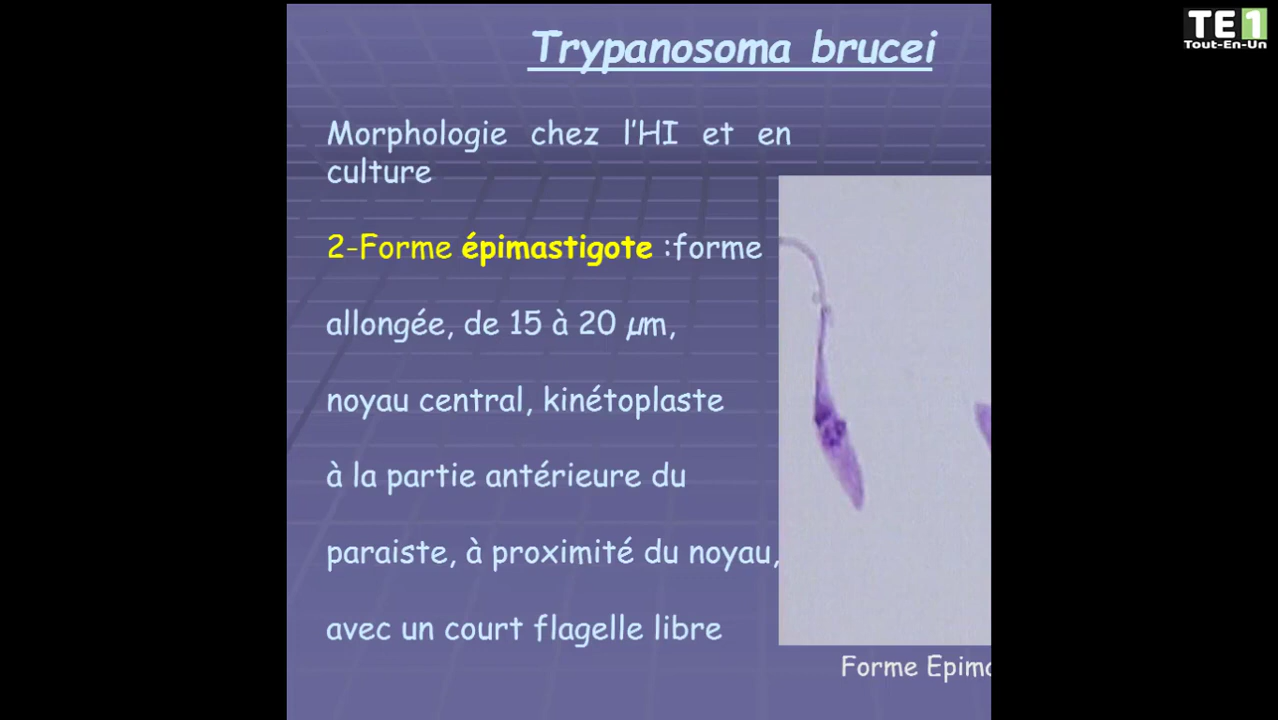 TE1
Tout-En-Un
Trypanosoma brucei
Morphologie chez l'HI et en
culture
2-Forme épimastigote :forme
allongée, de 15 à 20 µm,
noyau central, kinétoplaste
à la partie antérieure du
paraiste, à proximité du noyau,
avec un court flagelle libre
Forme Epim